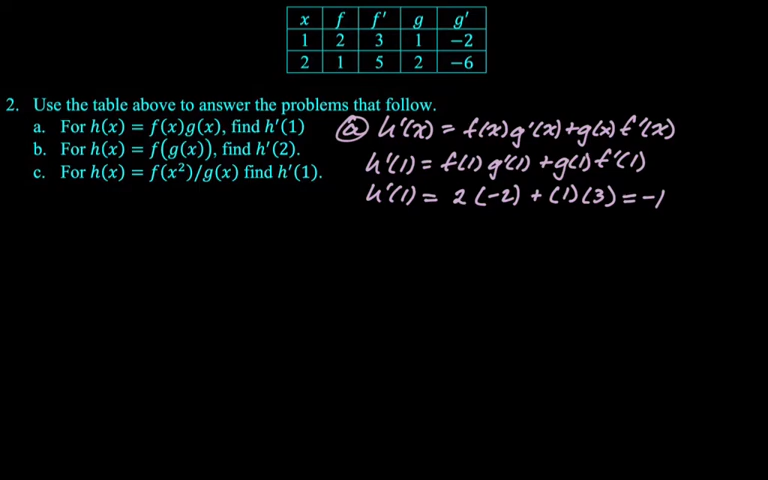 x f f' g g'
1 2 3 1 −2
2 1 5 2 −6
2. Use the table above to answer the problems that follow.
a. For h(x) = f(x)g(x), find h′(1)
b. For h(x) = f(g(x)), find h′(2).
c. For h(x) = f(x²)/g(x) find h′(1).
ⓐ h'(x) = f(x)g'(x)+g(x)f'(x)
h'(1) = f(1) g'(1) + g(1) f'(1)
h'(1) = 2 (-2) + (1)(3) = -1